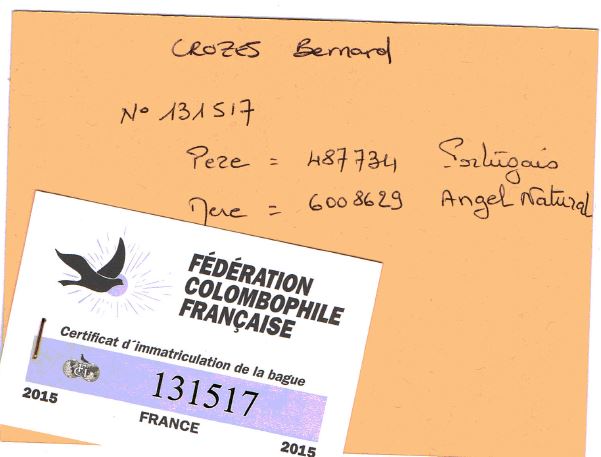 CROZES Bernard
N° 131517
Pere = 487734 Portugais
Mere = 6008629 Angel Natural
FÉDÉRATION
COLOMBOPHILE
FRANÇAISE
Certificat d'immatriculation de la bague
131517
2015 FRANCE 2015